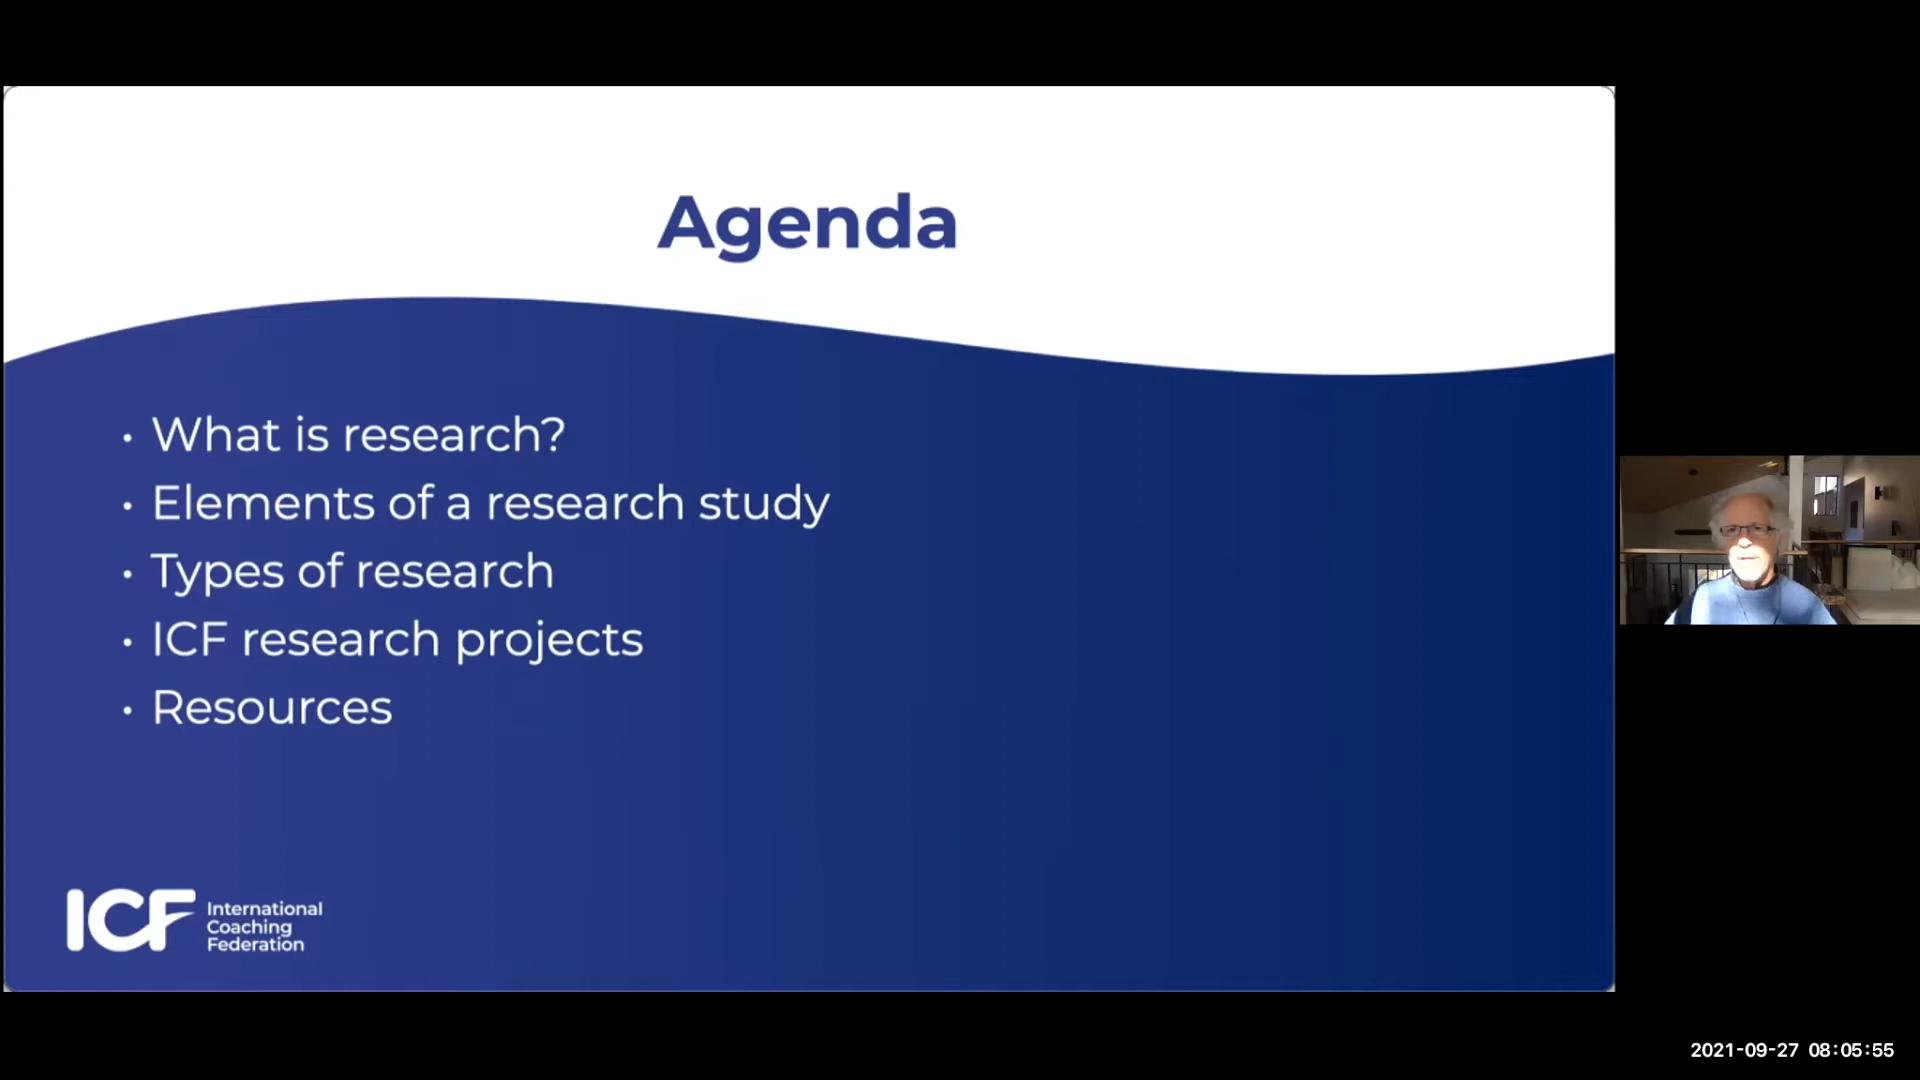 Agenda
• What is research?
• Elements of a research study
• Types of research
• ICF research projects
• Resources
ICF
International
Coaching
Federation
2021-09-27 08:05:55